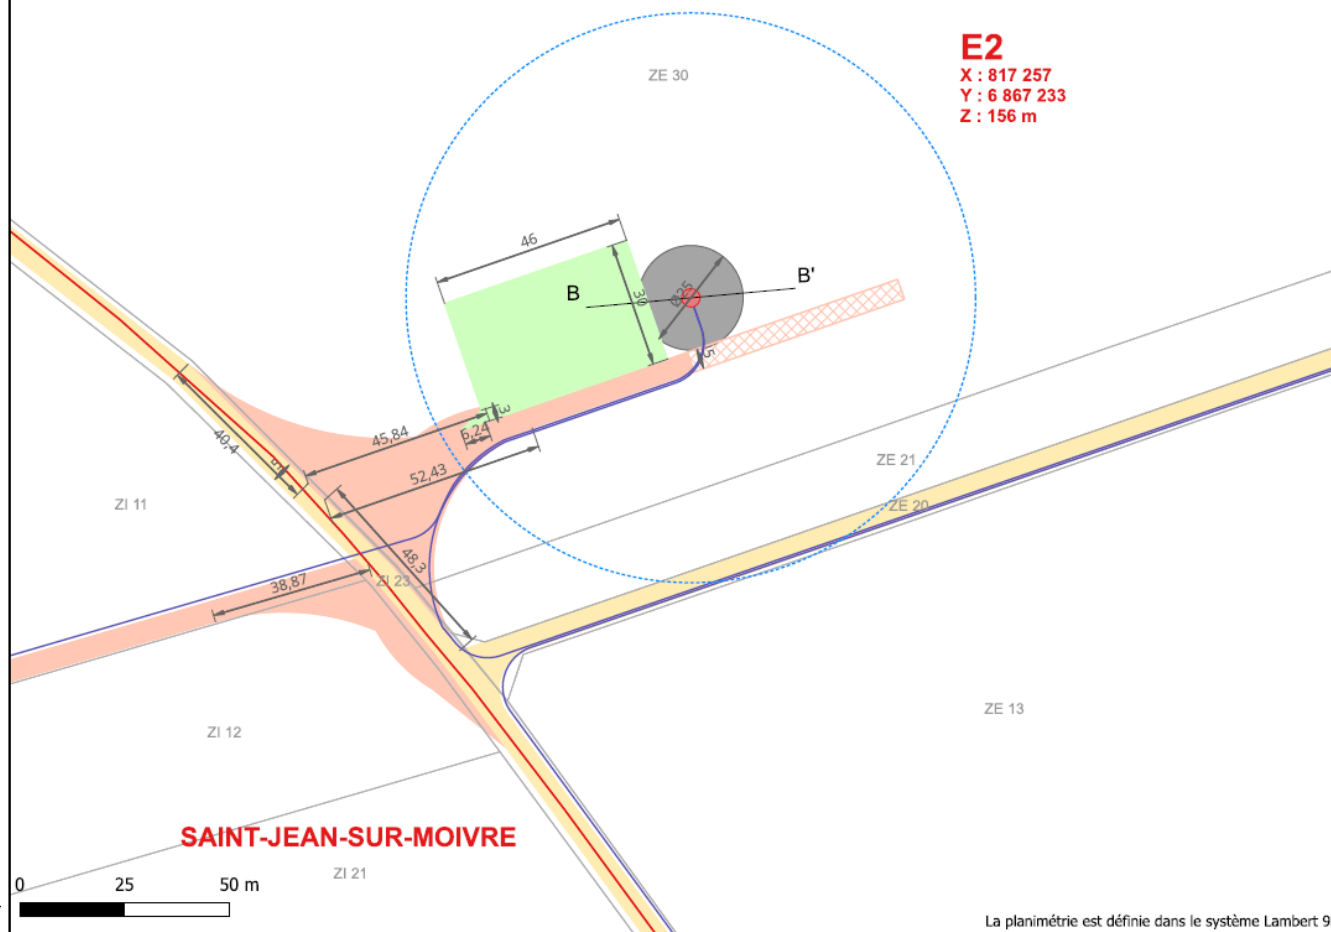 E2
X : 817 257
Y : 6 867 233
Z : 156 m
ZE 30
46
30
Ø25
B
B'
5
3
6,24
45,84
52,43
40,4
5
48,3
38,87
ZI 11
ZI 23
ZE 21
ZE 20
ZE 13
ZI 12
SAINT-JEAN-SUR-MOIVRE
ZI 21
0 25 50 m
La planimétrie est définie dans le système Lambert 9